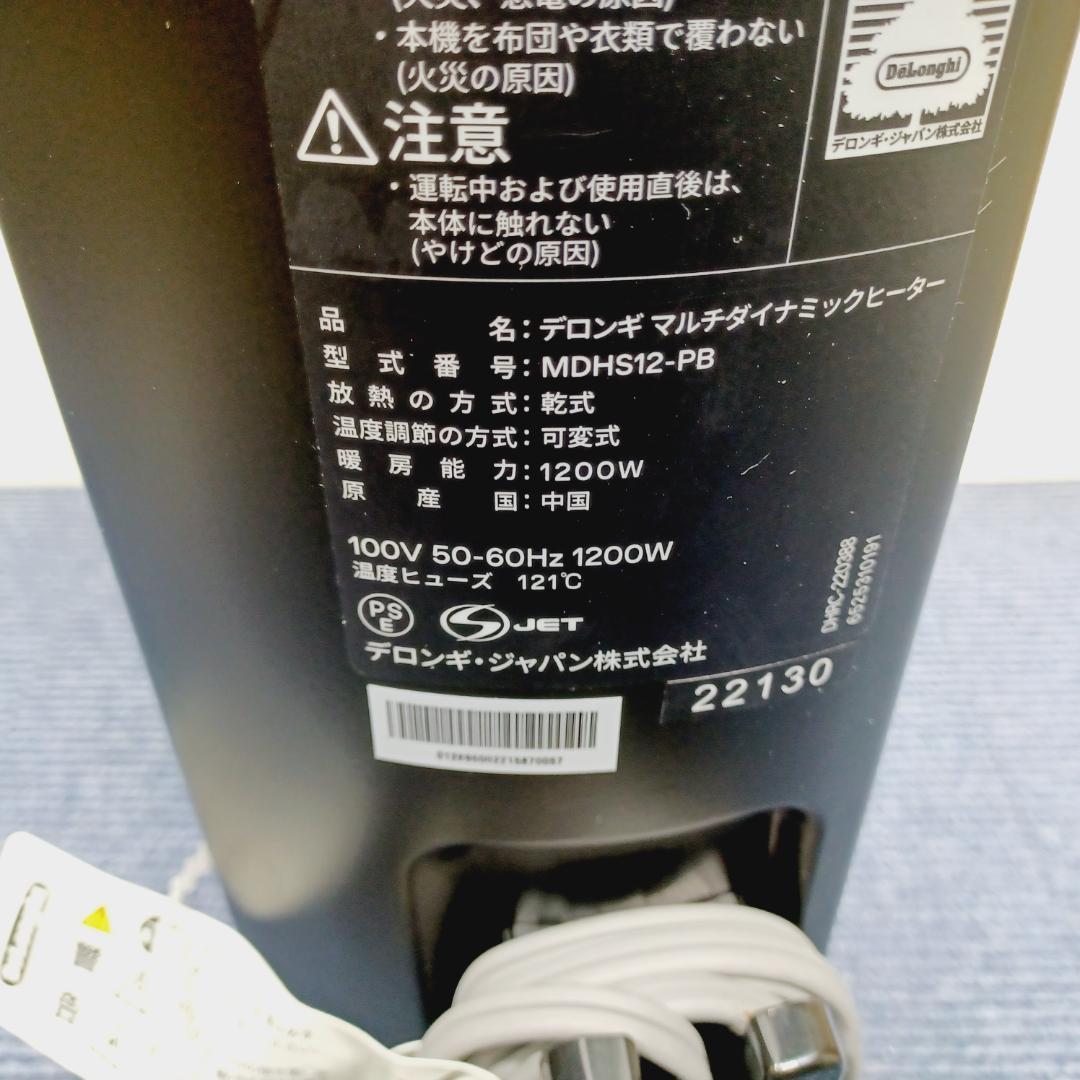 ・本機を布団や衣類で覆わない
(火災の原因)
注意
・運転中および使用直後は、
本体に触れない
(やけどの原因)
DeLonghi
デロンギ・ジャパン株式会社
品名：デロンギ マルチダイナミックヒーター
型式番号：MDHS12-PB
放熱の方式：乾式
温度調節の方式：可変式
暖房能力：1200W
原産国：中国
100V 50-60Hz 1200W
温度ヒューズ 121℃
PSE
JET
デロンギ・ジャパン株式会社
DHRC-220388
6525310191
22130
警告